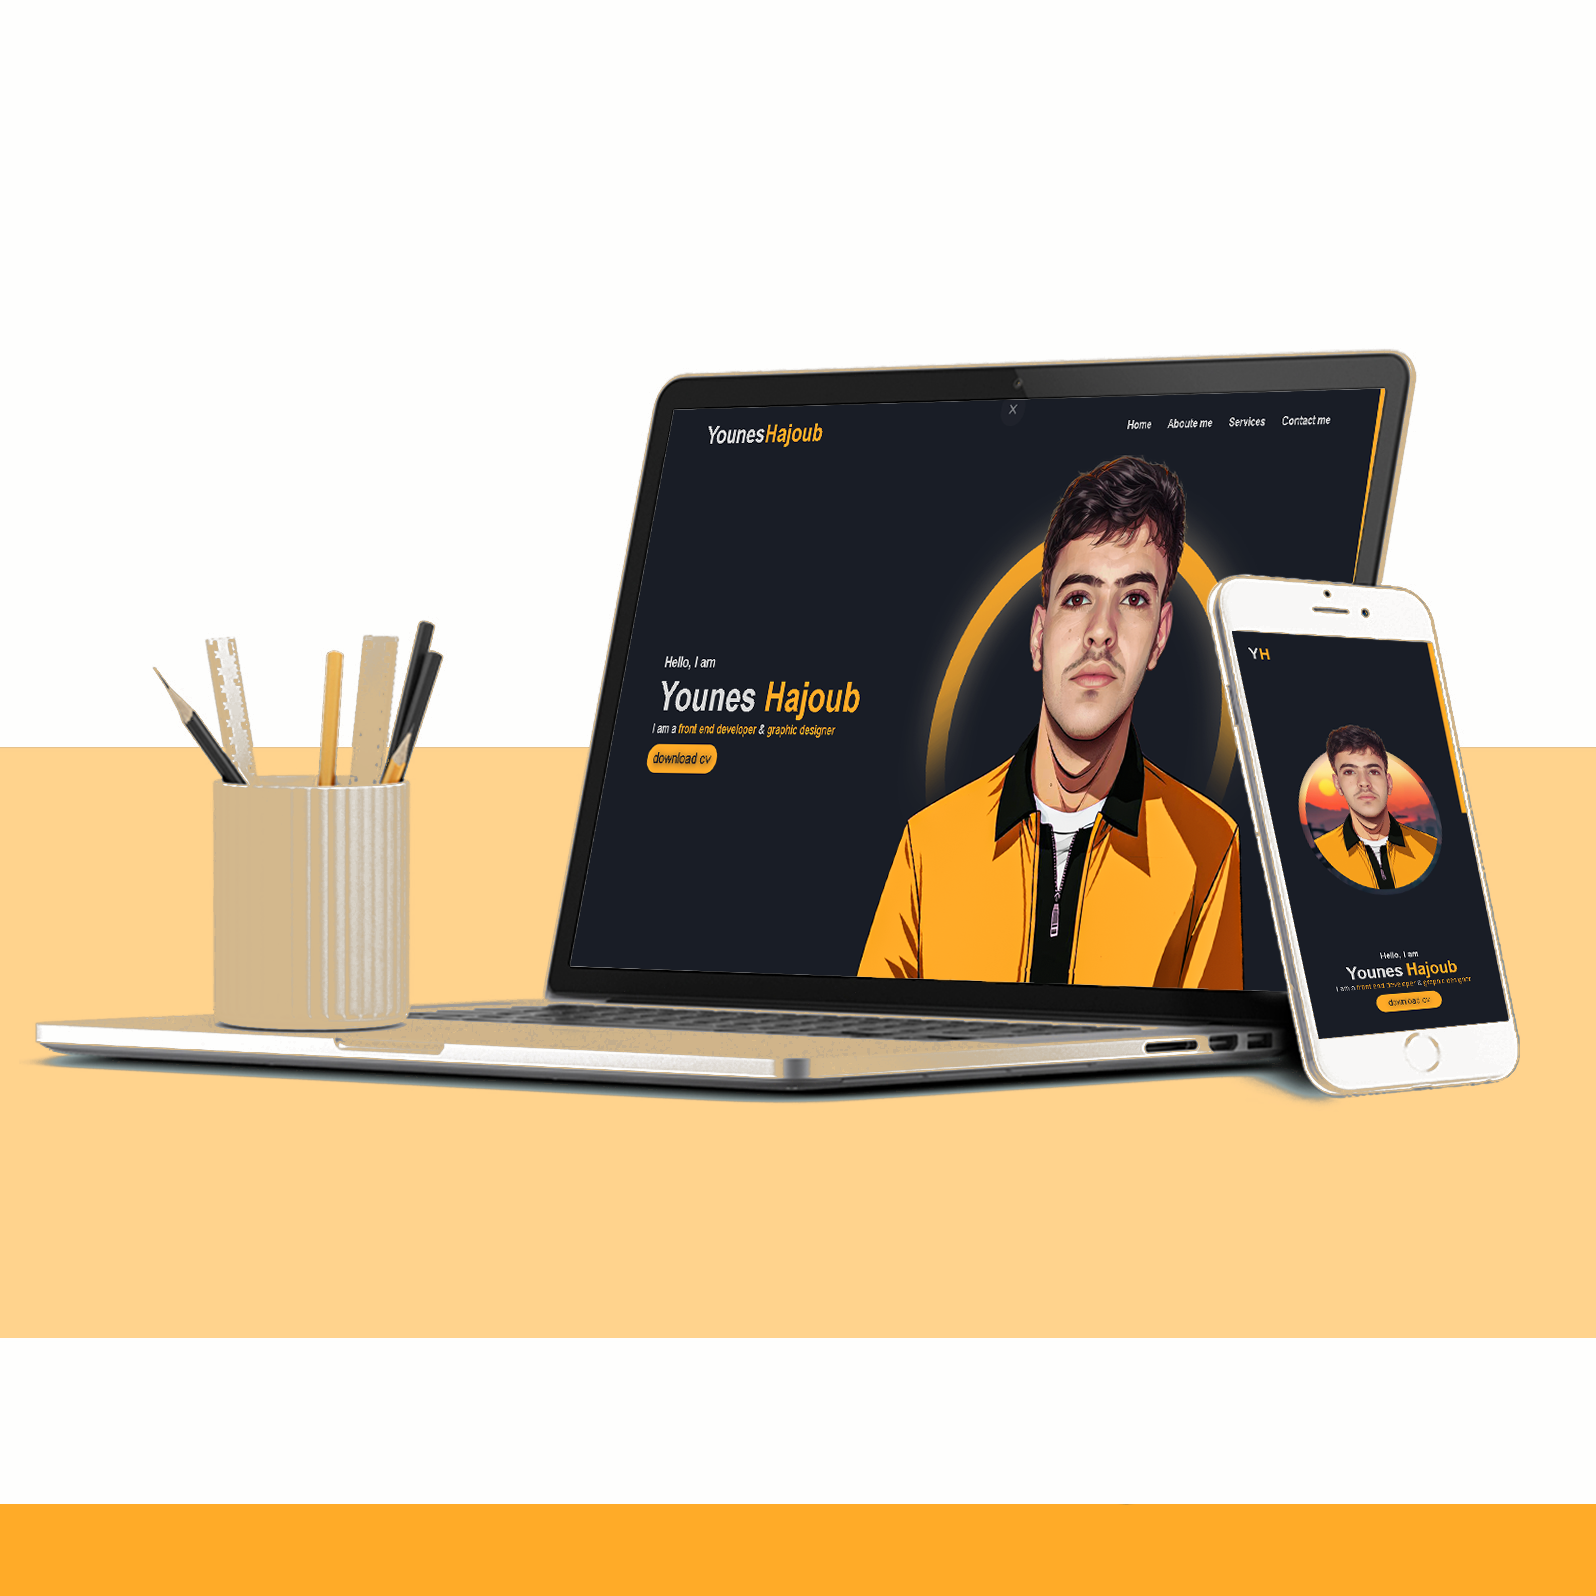 YounesHajoub
X
Home Aboute me Services Contact me
Hello, I am
Younes Hajoub
I am a front end developer & graphic designer
download cv
YH
Hello, I am
Younes Hajoub
I am a front end developer & graphic designer
download cv